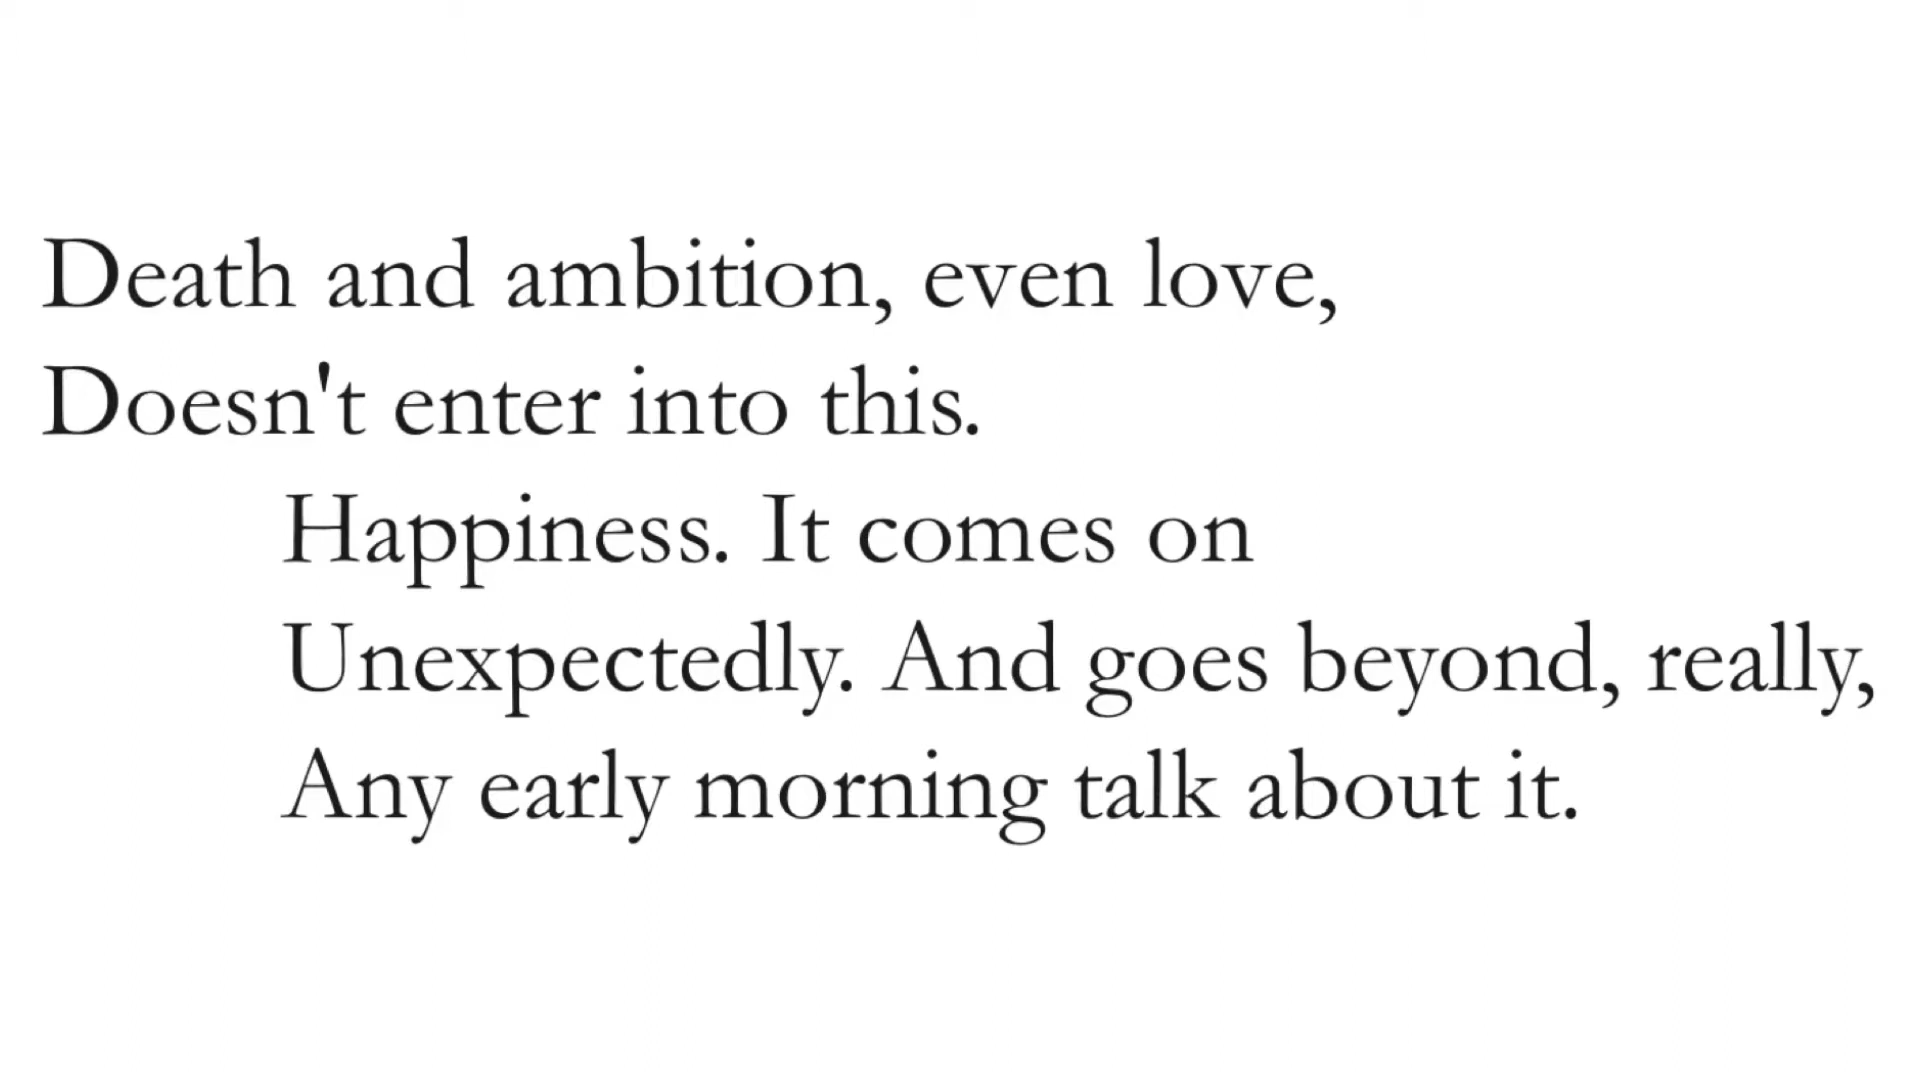 Death and ambition, even love,
Doesn't enter into this.
Happiness. It comes on
Unexpectedly. And goes beyond, really,
Any early morning talk about it.